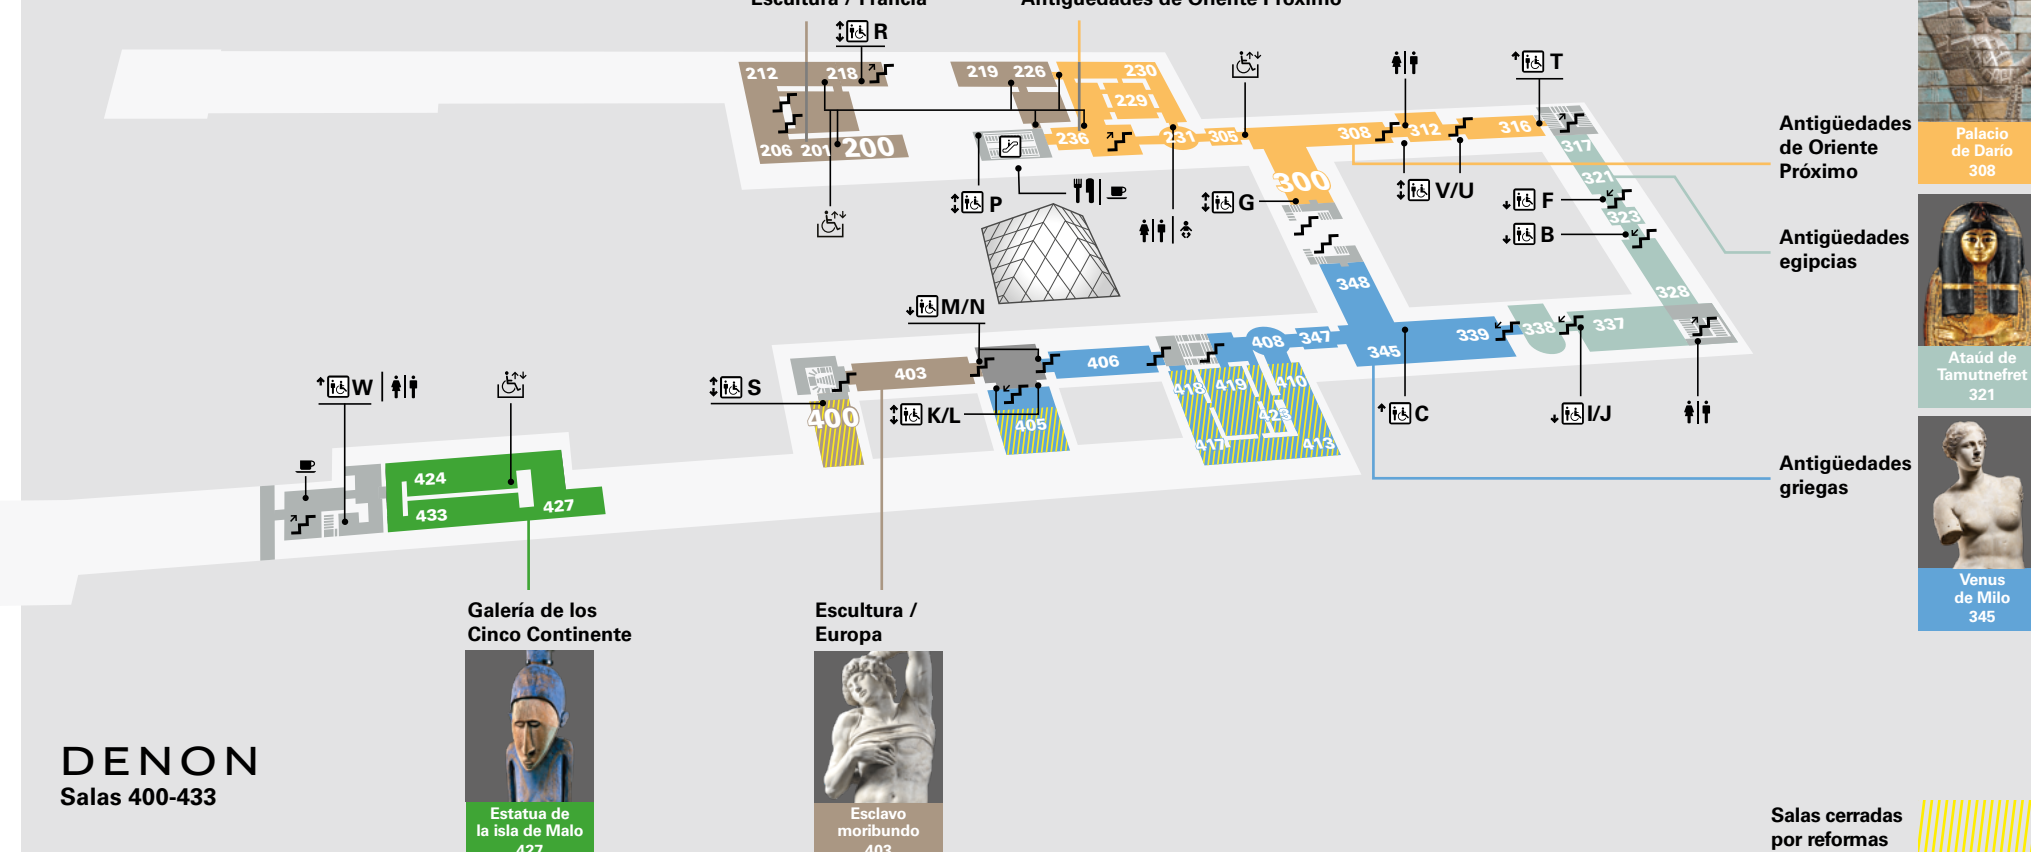 Escultura / Francia
Antigüedades de Oriente Próximo
R
212
218
219
226
230
229
T
206
201
200
236
231
305
308
312
316
317
P
300
G
V/U
321
F
323
B
328
348
M/N
408
347
345
339
338
337
W
S
403
406
400
K/L
405
418
419
410
423
417
413
C
I/J
424
433
427
Antigüedades
de Oriente
Próximo
Palacio
de Darío
308
Antigüedades
egipcias
Ataúd de
Tamutnefret
321
Antigüedades
griegas
Venus
de Milo
345
Galería de los
Cinco Continente
Estatua de
la isla de Malo
427
Escultura /
Europa
Esclavo
moribundo
403
DENON
Salas 400-433
Salas cerradas
por reformas